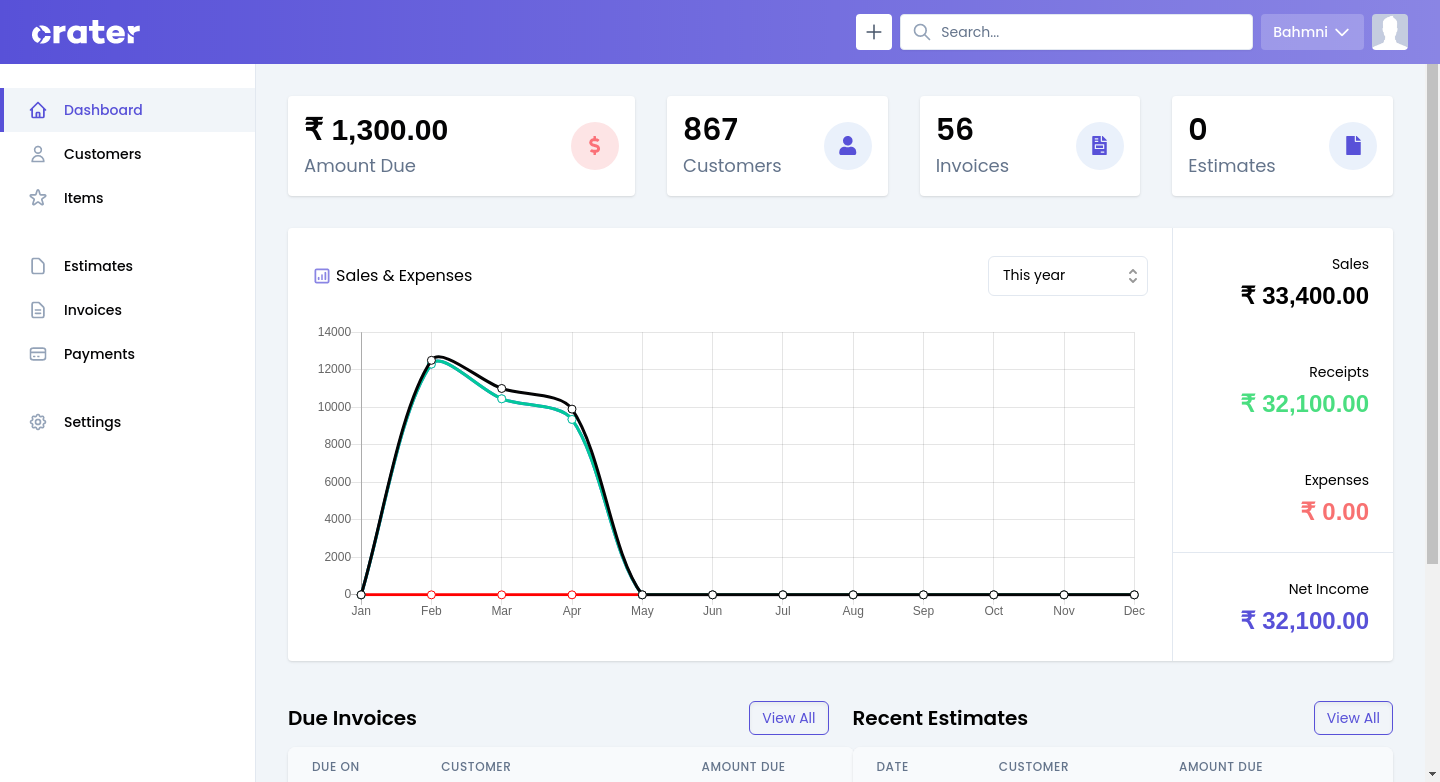 crater
Search...
Bahmni
Dashboard
Customers
Items
Estimates
Invoices
Payments
Settings
₹ 1,300.00
Amount Due
867
Customers
56
Invoices
0
Estimates
Sales & Expenses
This year
14000
12000
10000
8000
6000
4000
2000
0
Jan Feb Mar Apr May Jun Jul Aug Sep Oct Nov Dec
Sales
₹ 33,400.00
Receipts
₹ 32,100.00
Expenses
₹ 0.00
Net Income
₹ 32,100.00
Due Invoices
View All
DUE ON CUSTOMER AMOUNT DUE
Recent Estimates
View All
DATE CUSTOMER AMOUNT DUE